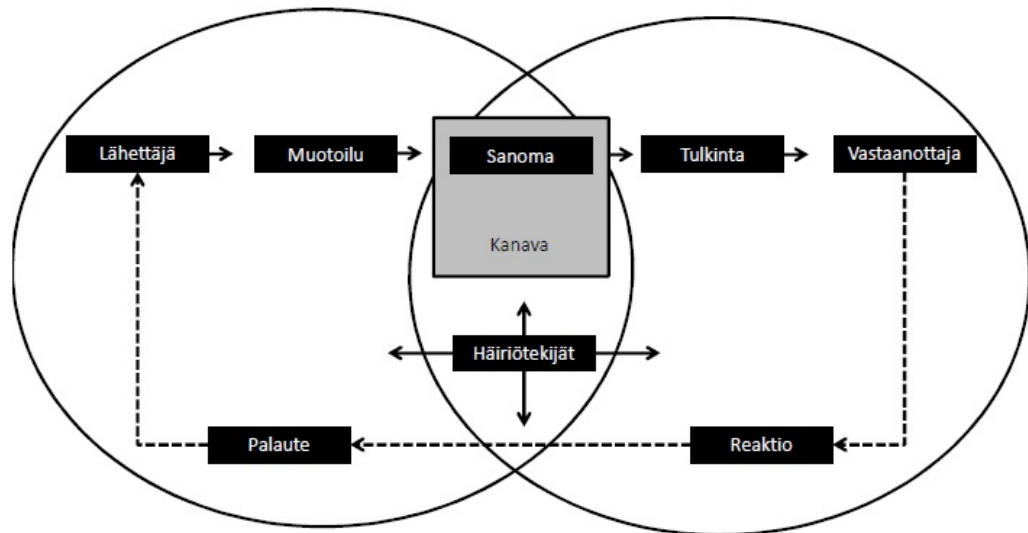 Lähettäjä
Muotoilu
Sanoma
Tulkinta
Vastaanottaja
Kanava
Häiriötekijät
Palaute
Reaktio